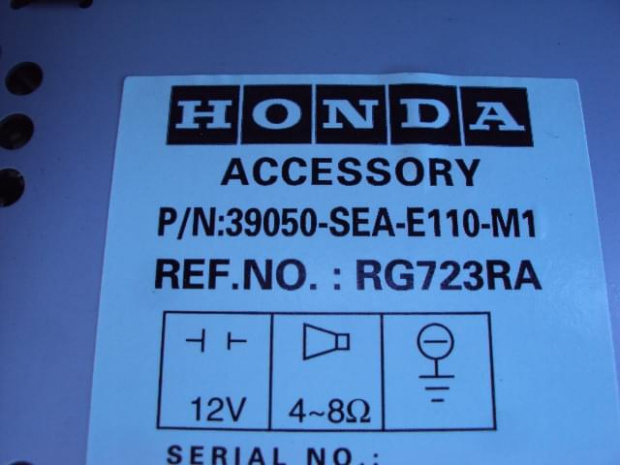 HONDA
ACCESSORY
P/N:39050-SEA-E110-M1
REF.NO. : RG723RA
12V 4~8Ω
SERIAL NO.: